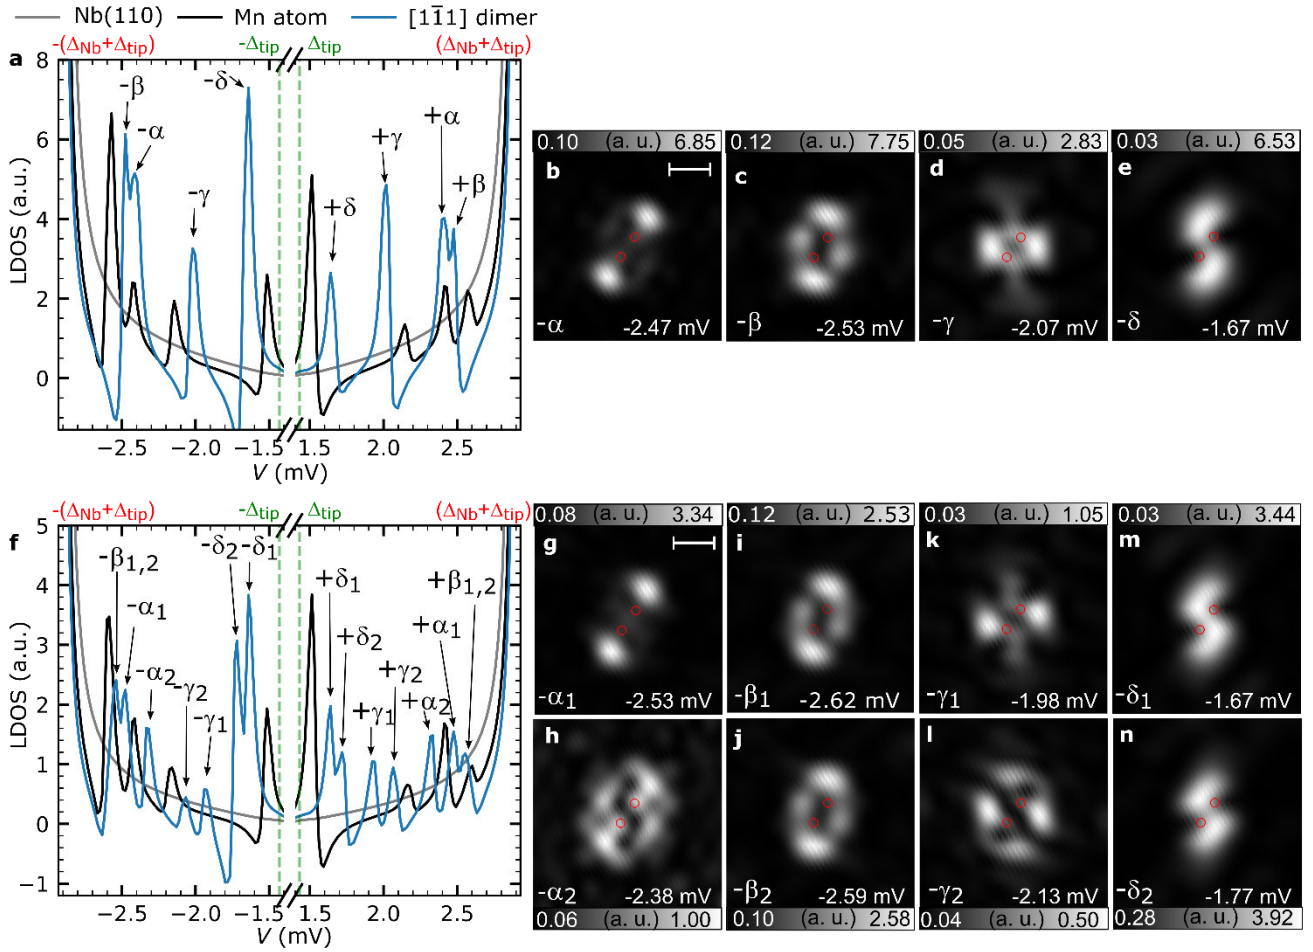 Nb(110) Mn atom [11̅1] dimer
-(ΔNb+Δtip) -Δtip Δtip (ΔNb+Δtip)
a
8
6
4
2
0
LDOS (a.u.)
-β
-α
-γ
-δ
+δ
+γ
+α
+β
−2.5 −2.0 −1.5 1.5 2.0 2.5
V (mV)
0.10 (a. u.) 6.85
b
-α -2.47 mV
0.12 (a. u.) 7.75
c
-β -2.53 mV
0.05 (a. u.) 2.83
d
-γ -2.07 mV
0.03 (a. u.) 6.53
e
-δ -1.67 mV
-(ΔNb+Δtip) -Δtip Δtip (ΔNb+Δtip)
f
5
4
3
2
1
0
−1
LDOS (a.u.)
-β1,2
-α1
-α2
-γ2
-γ1
-δ2 -δ1
+δ1
+δ2
+γ1
+γ2
+α2
+α1
+β1,2
−2.5 −2.0 −1.5 1.5 2.0 2.5
V (mV)
0.08 (a. u.) 3.34
g
-α1 -2.53 mV
0.12 (a. u.) 2.53
i
-β1 -2.62 mV
0.03 (a. u.) 1.05
k
-γ1 -1.98 mV
0.03 (a. u.) 3.44
m
-δ1 -1.67 mV
h
-α2 -2.38 mV
0.06 (a. u.) 1.00
j
-β2 -2.59 mV
0.10 (a. u.) 2.58
l
-γ2 -2.13 mV
0.04 (a. u.) 0.50
n
-δ2 -1.77 mV
0.28 (a. u.) 3.92